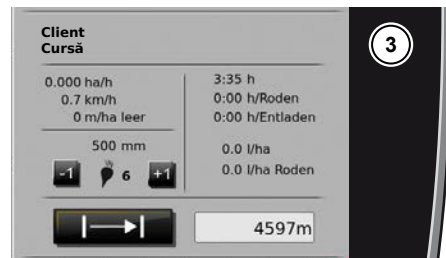 Client
Cursă
3
0.000 ha/h
0.7 km/h
0 m/ha leer
500 mm
-1
6
+1
3:35 h
0:00 h/Roden
0:00 h/Entladen
0.0 l/ha
0.0 l/ha Roden
4597m